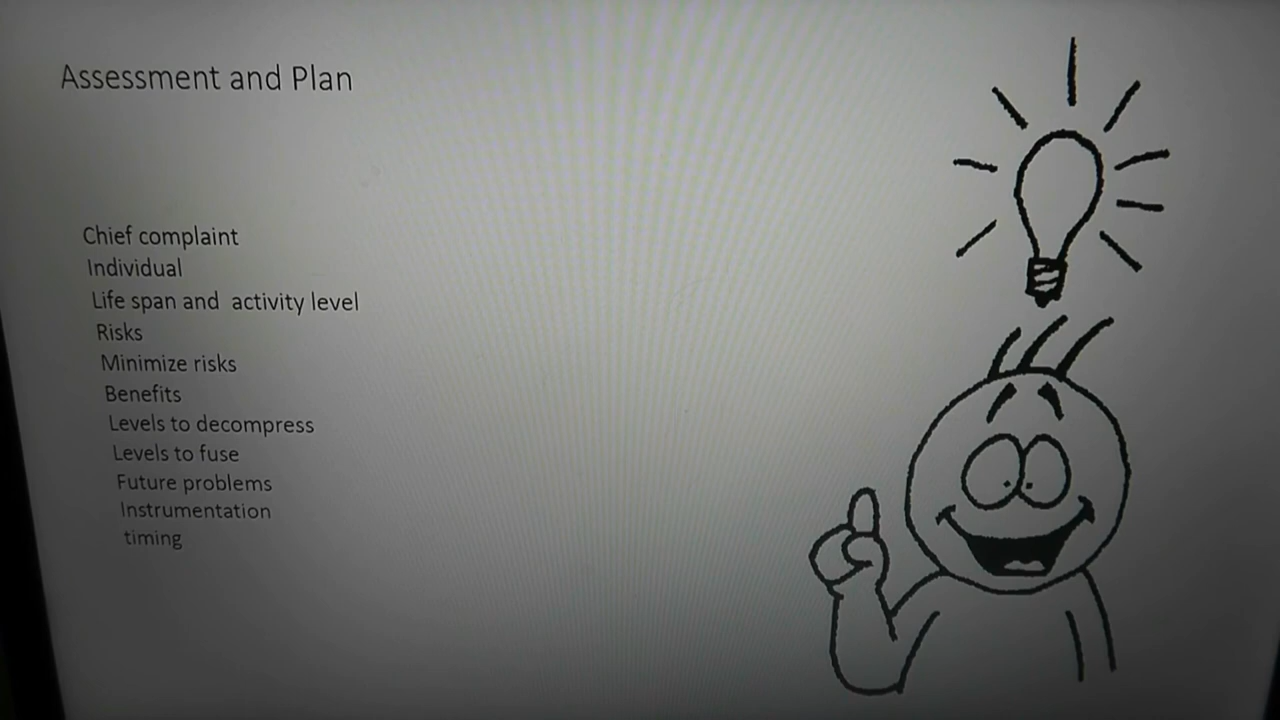 Assessment and Plan
Chief complaint
Individual
Life span and activity level
Risks
Minimize risks
Benefits
Levels to decompress
Levels to fuse
Future problems
Instrumentation
timing